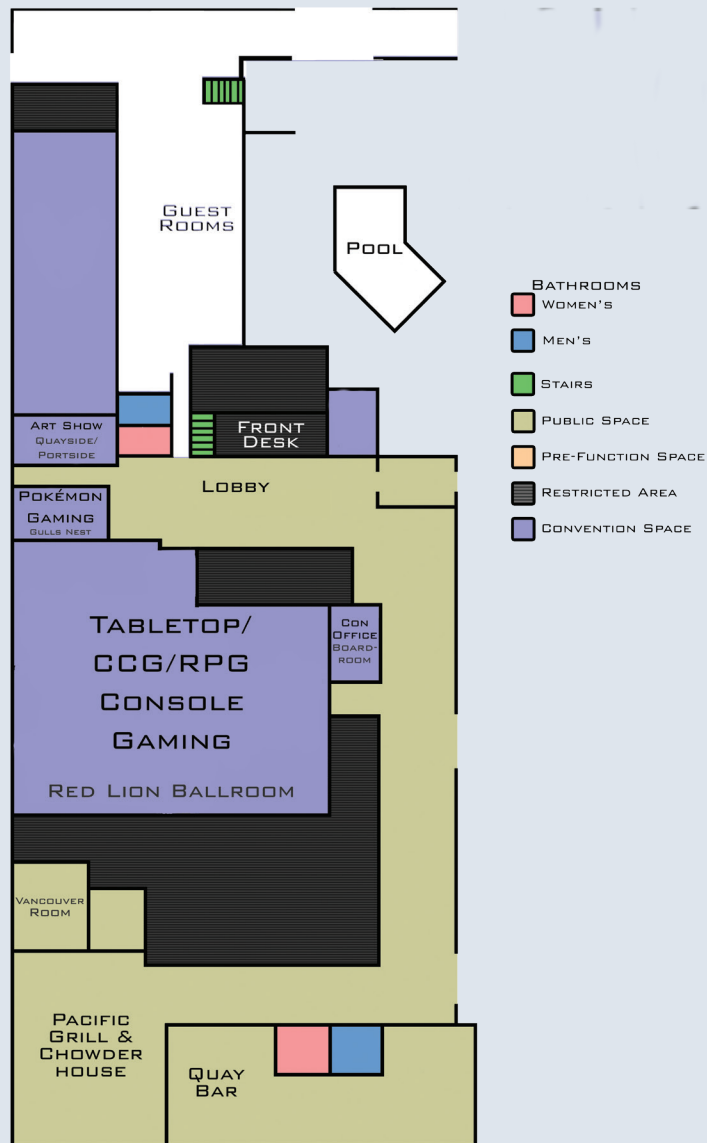 Guest
Rooms
Pool
Bathrooms
Women's
Men's
Stairs
Public Space
Pre-Function Space
Restricted Area
Convention Space
Art Show
Quayside/
Portside
Front
Desk
Lobby
Pokémon
Gaming
Gulls Nest
Tabletop/
CCG/RPG
Console
Gaming
Red Lion Ballroom
Con
Office
Board-
room
Vancouver
Room
Pacific
Grill &
Chowder
house
Quay
Bar